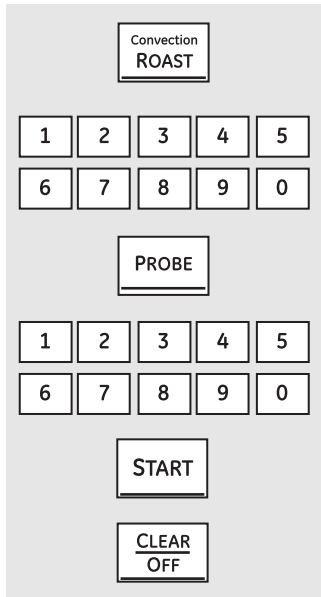 Convection
ROAST
1 2 3 4 5
6 7 8 9 0
PROBE
1 2 3 4 5
6 7 8 9 0
START
CLEAR
OFF